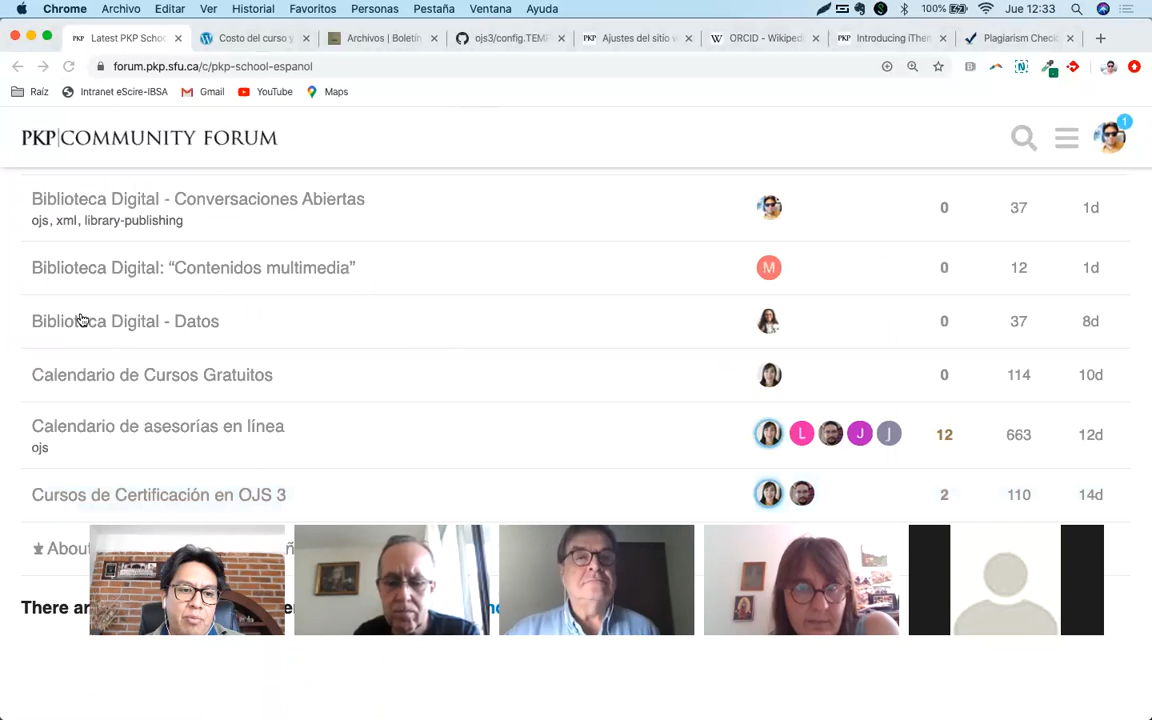 Chrome Archivo Editar Ver Historial Favoritos Personas Pestaña Ventana Ayuda 100% Jue 12:33
Latest PKP Schoo Costo del curso y Archivos | Boletín ojs3/config.TEMP Ajustes del sitio w ORCID - Wikiped Introducing iThen Plagiarism Check
forum.pkp.sfu.ca/c/pkp-school-espanol
Raíz Intranet eScire-IBSA Gmail YouTube Maps
PKP|COMMUNITY FORUM 1
Biblioteca Digital - Conversaciones Abiertas 0 37 1d
ojs, xml, library-publishing
Biblioteca Digital: “Contenidos multimedia” M 0 12 1d
Biblioteca Digital - Datos 0 37 8d
Calendario de Cursos Gratuitos 0 114 10d
Calendario de asesorías en línea L J J 12 663 12d
ojs
Cursos de Certificación en OJS 3 2 110 14d
About
There ar